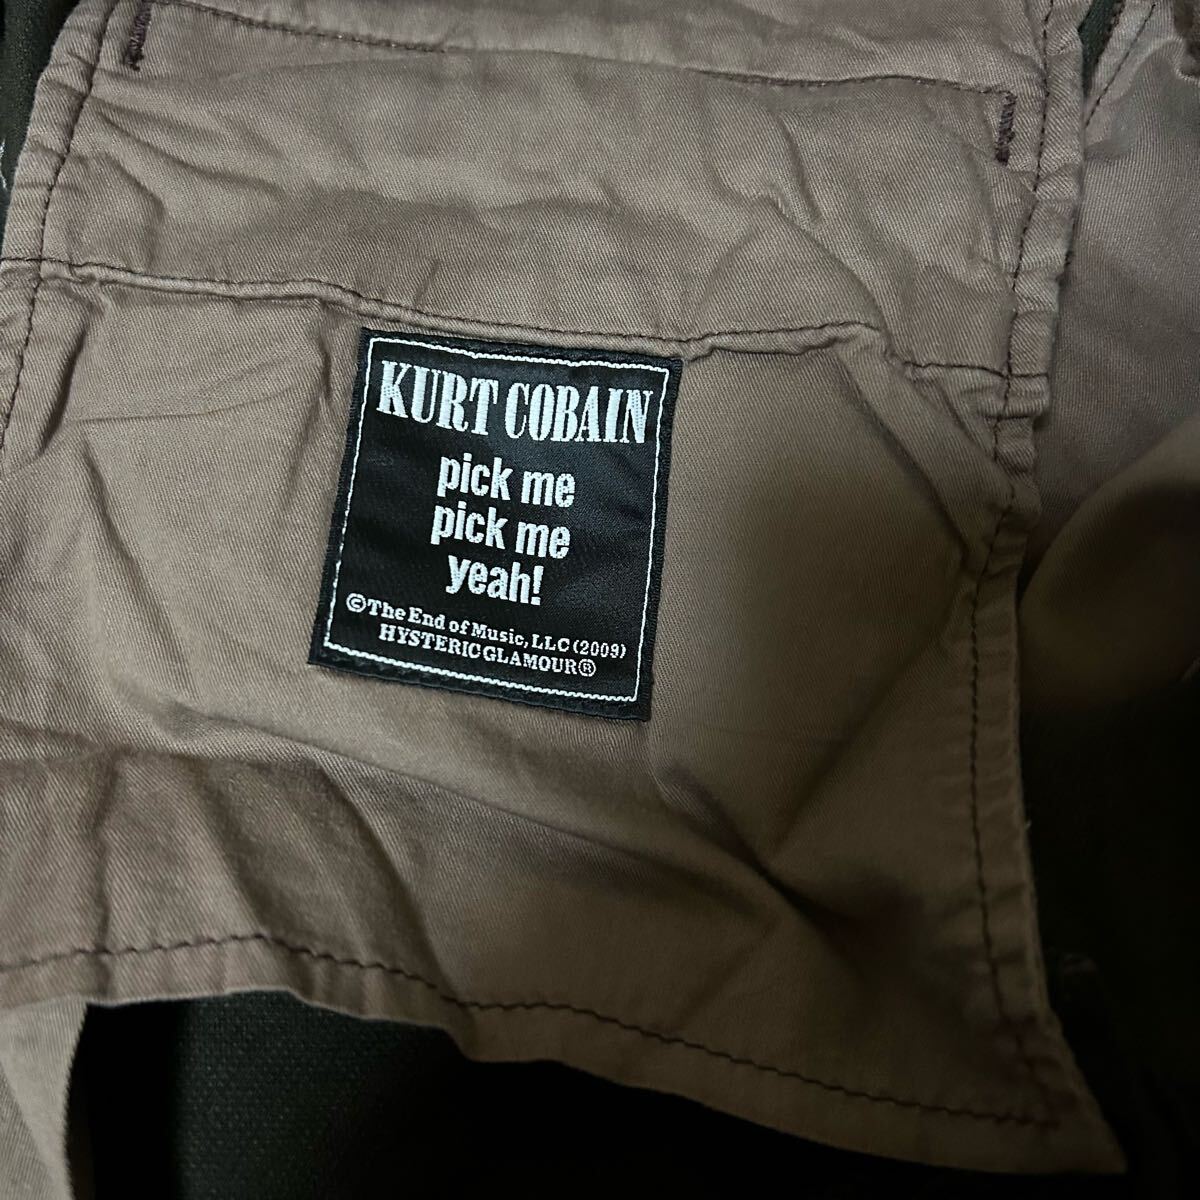 KURT COBAIN
pick me
pick me
yeah!
©The End of Music, LLC (2009)
HYSTERIC GLAMOUR®